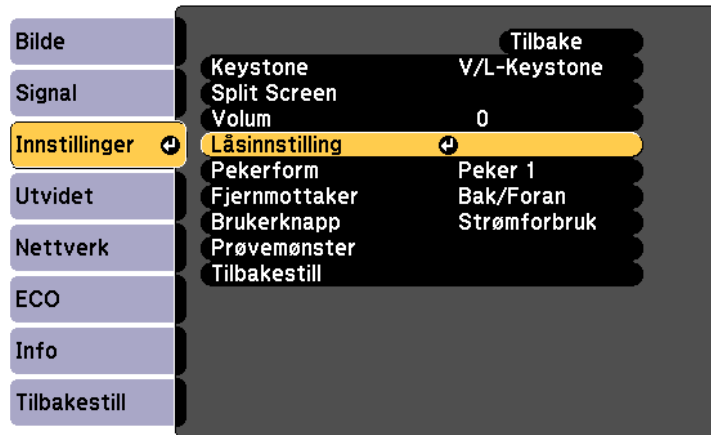 Bilde
Signal
Innstillinger
Utvidet
Nettverk
ECO
Info
Tilbakestill
Tilbake
Keystone V/L-Keystone
Split Screen
Volum 0
Låsinnstilling
Pekerform Peker 1
Fjernmottaker Bak/Foran
Brukerknapp Strømforbruk
Prøvemønster
Tilbakestill